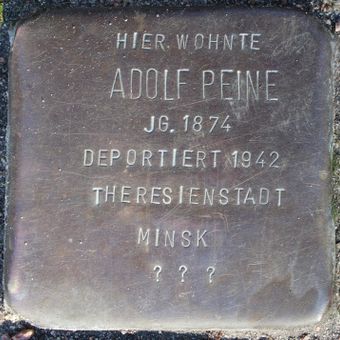 HIER WOHNTE
ADOLF PEINE
JG. 1874
DEPORTIERT 1942
THERESIENSTADT
MINSK
? ? ?